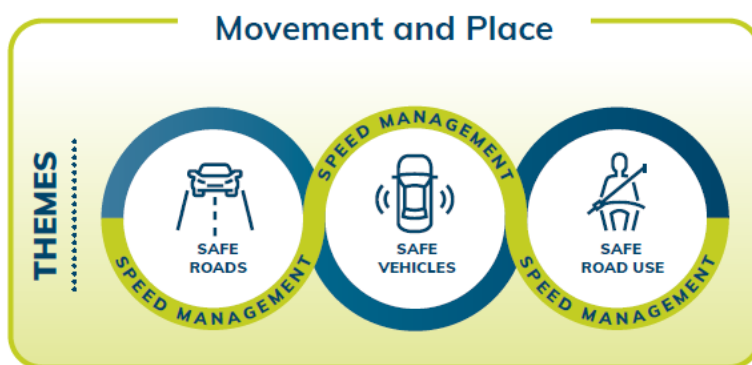 Movement and Place
THEMES
SPEED MANAGEMENT
SAFE
ROADS
SPEED MANAGEMENT
SAFE
VEHICLES
SPEED MANAGEMENT
SAFE
ROAD USE